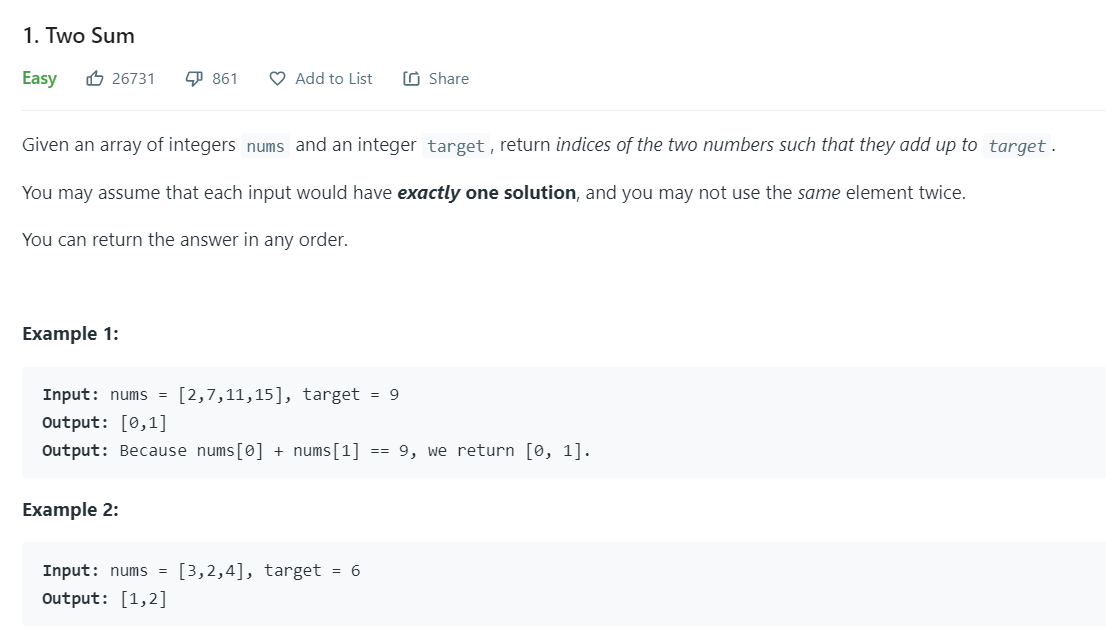 1. Two Sum
Easy 26731 861 Add to List Share
Given an array of integers nums and an integer target, return indices of the two numbers such that they add up to target.
You may assume that each input would have exactly one solution, and you may not use the same element twice.
You can return the answer in any order.
Example 1:
Input: nums = [2,7,11,15], target = 9
Output: [0,1]
Output: Because nums[0] + nums[1] == 9, we return [0, 1].
Example 2:
Input: nums = [3,2,4], target = 6
Output: [1,2]